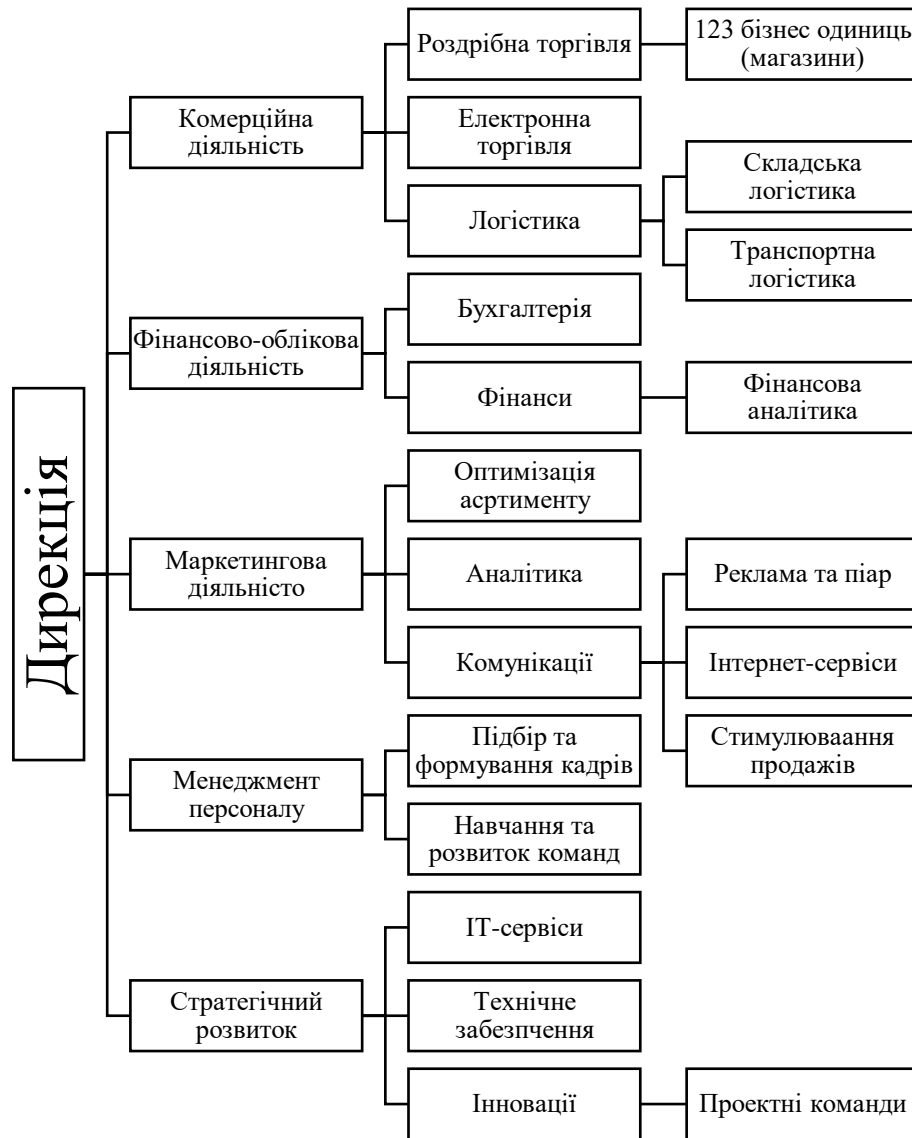 Дирекція
Комерційна
діяльність
Роздрібна торгівля
123 бізнес одиниць
(магазини)
Електронна
торгівля
Логістика
Складська
логістика
Транспортна
логістика
Фінансово-облікова
діяльність
Бухгалтерія
Фінанси
Фінансова
аналітика
Маркетингова
діяльністо
Оптимізація
асртименту
Аналітика
Комунікації
Реклама та піар
Інтернет-сервіси
Стимулюваання
продажів
Менеджмент
персоналу
Підбір та
формування кадрів
Навчання та
розвиток команд
Стратегічний
розвиток
ІТ-сервіси
Технічне
забезпчення
Інновації
Проектні команди